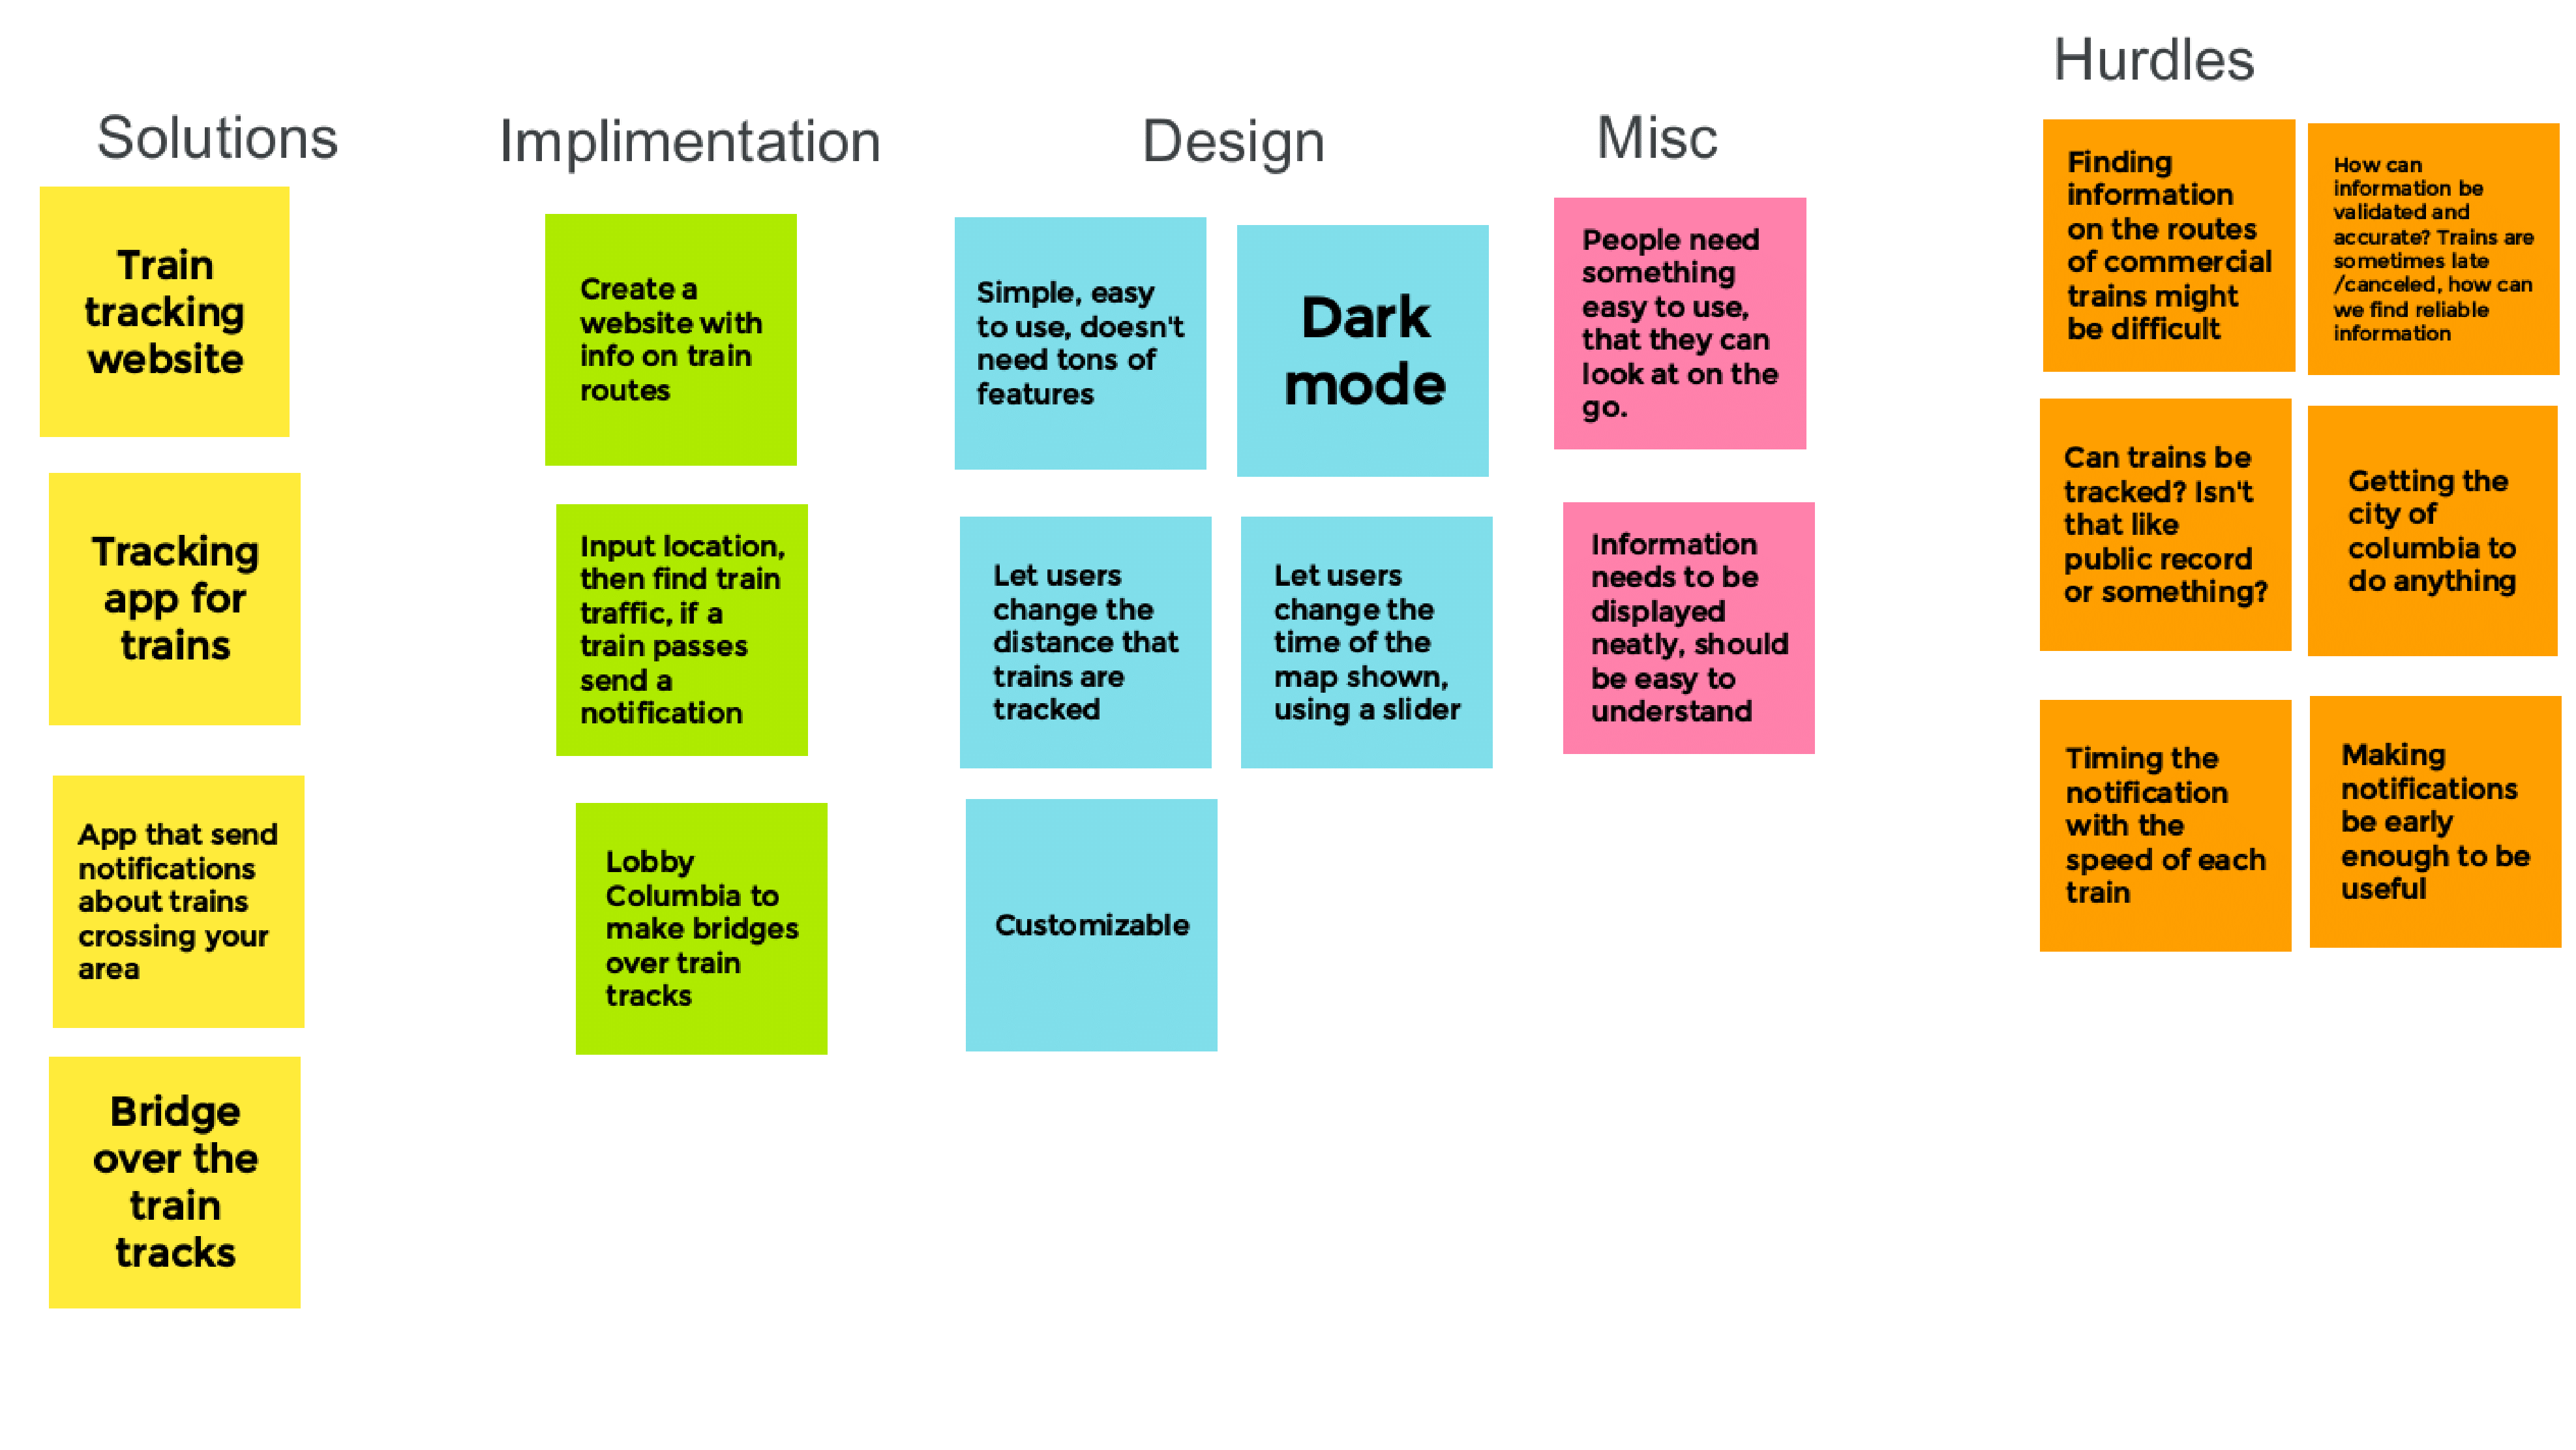 Solutions
Train
tracking
website
Tracking
app for
trains
App that send
notifications
about trains
crossing your
area
Bridge
over the
train
tracks
Implimentation
Create a
website with
info on train
routes
Input location,
then find train
traffic, if a
train passes
send a
notification
Lobby
Columbia to
make bridges
over train
tracks
Design
Simple, easy
to use, doesn't
need tons of
features
Dark
mode
Let users
change the
distance that
trains are
tracked
Let users
change the
time of the
map shown,
using a slider
Customizable
Misc
People need
something
easy to use,
that they can
look at on the
go.
Information
needs to be
displayed
neatly, should
be easy to
understand
Hurdles
Finding
information
on the routes
of commercial
trains might
be difficult
How can
information be
validated and
accurate? Trains are
sometimes late
/canceled, how can
we find reliable
information
Can trains be
tracked? Isn't
that like
public record
or something?
Getting the
city of
columbia to
do anything
Timing the
notification
with the
speed of each
train
Making
notifications
be early
enough to be
useful